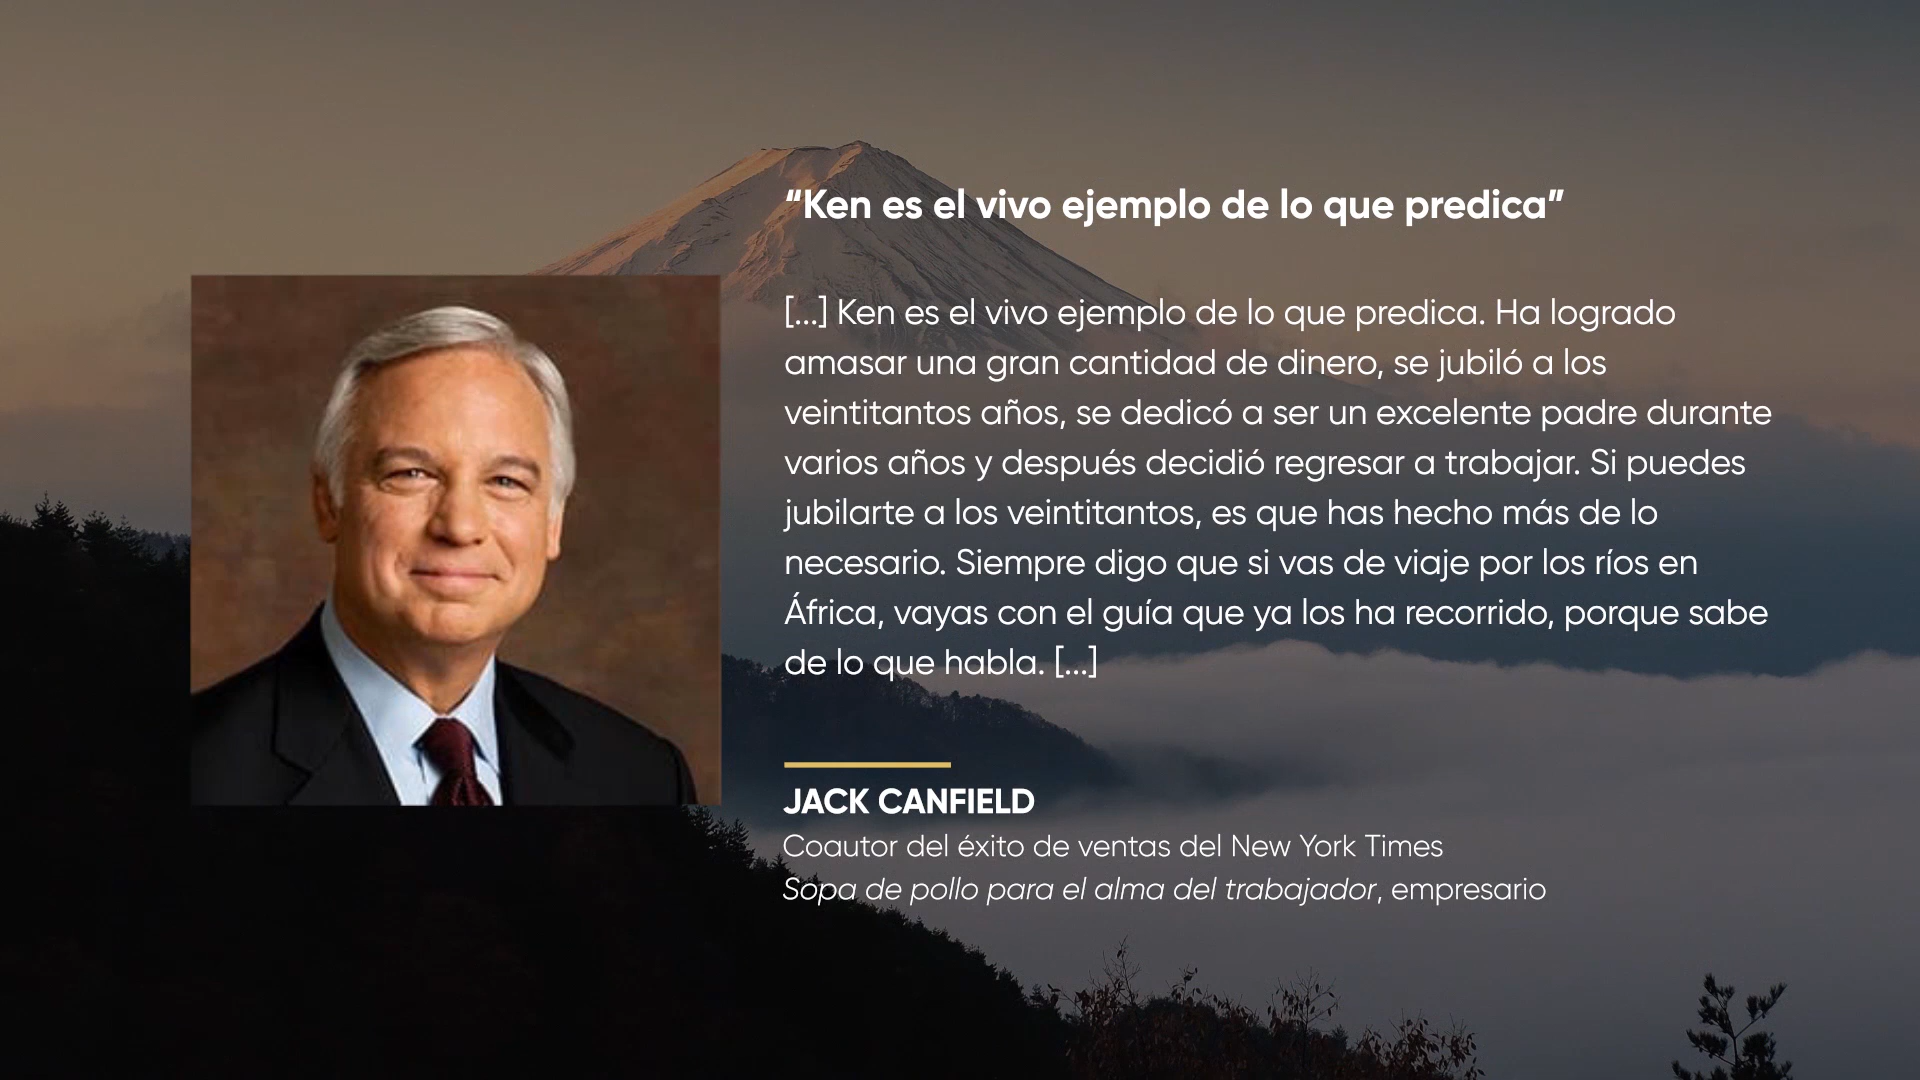 “Ken es el vivo ejemplo de lo que predica”
[...] Ken es el vivo ejemplo de lo que predica. Ha logrado
amasar una gran cantidad de dinero, se jubiló a los
veintitantos años, se dedicó a ser un excelente padre durante
varios años y después decidió regresar a trabajar. Si puedes
jubilarte a los veintitantos, es que has hecho más de lo
necesario. Siempre digo que si vas de viaje por los ríos en
África, vayas con el guía que ya los ha recorrido, porque sabe
de lo que habla. [...]
JACK CANFIELD
Coautor del éxito de ventas del New York Times
Sopa de pollo para el alma del trabajador, empresario